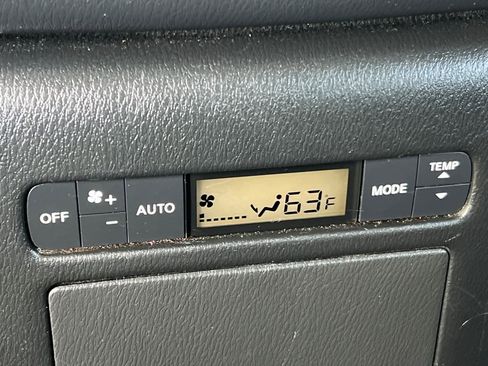 OFF + - AUTO 63F MODE TEMP